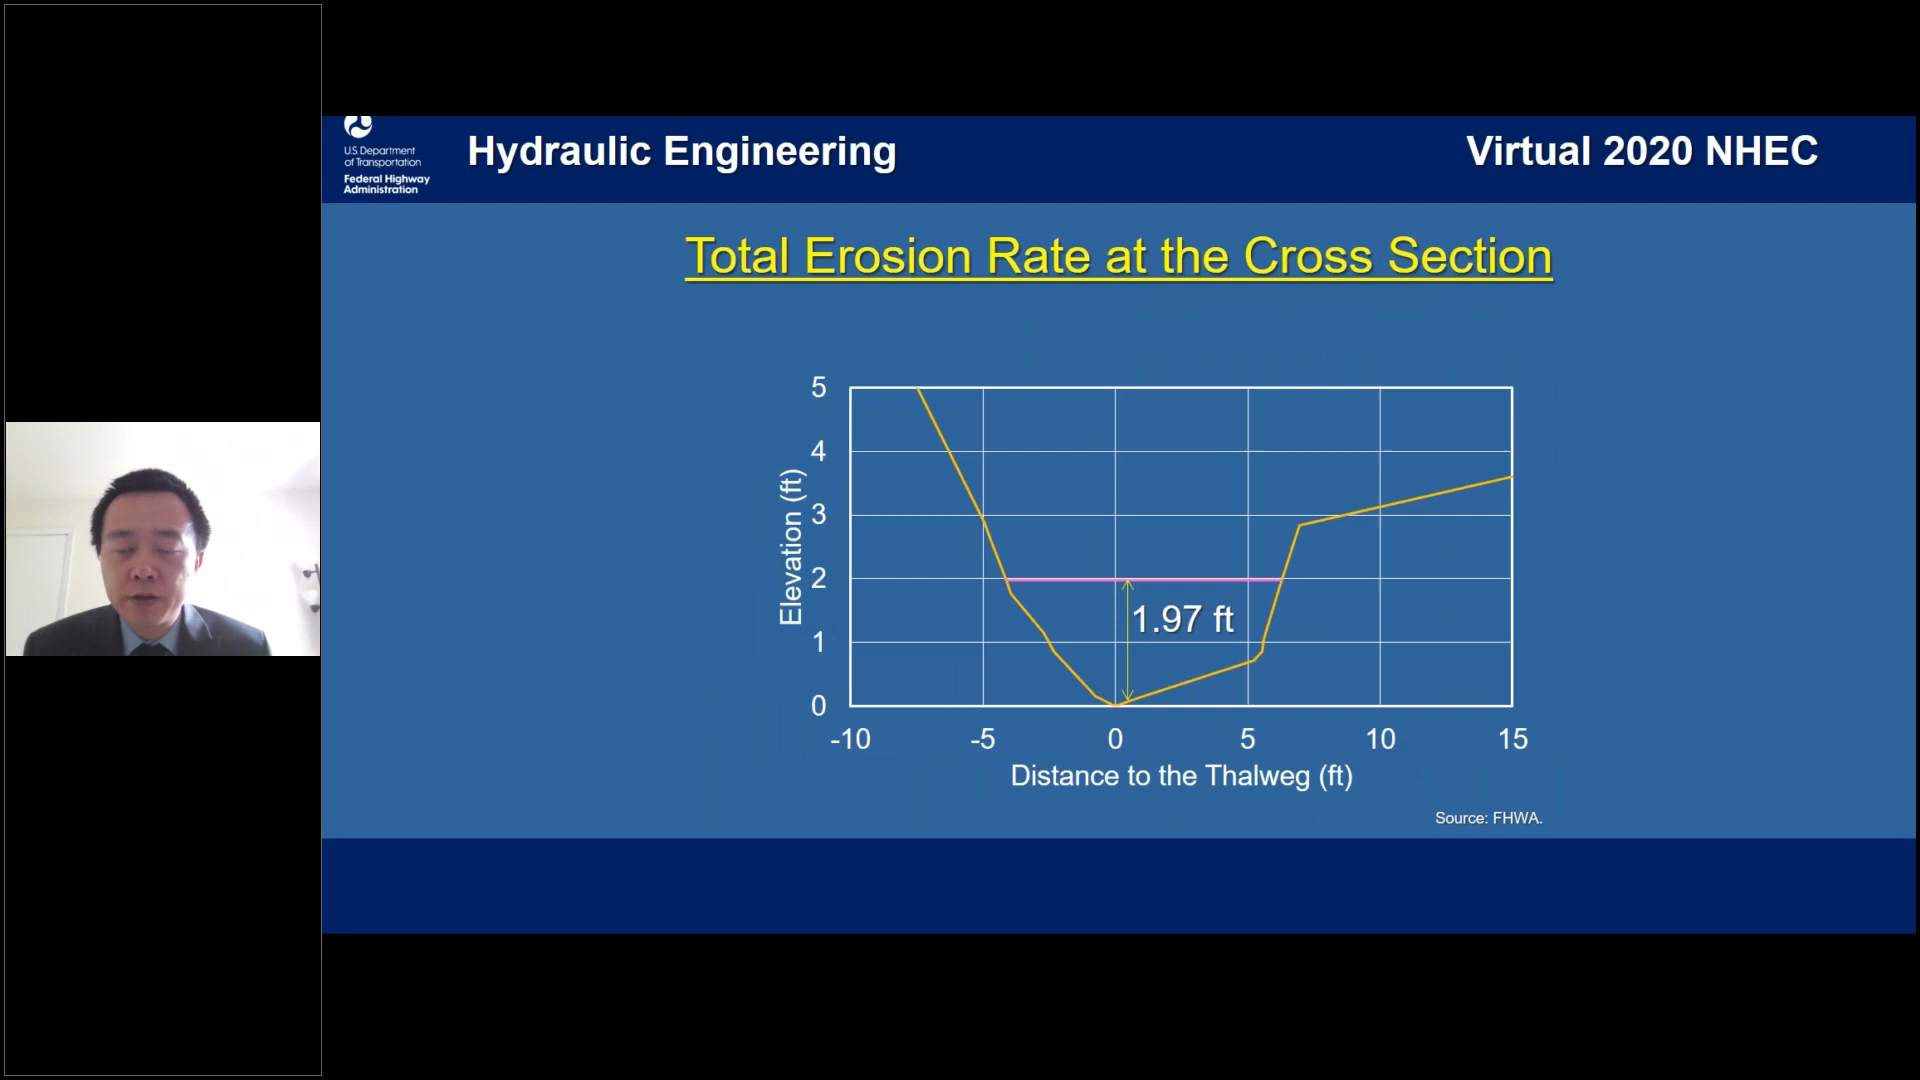 U.S. Department
of Transportation
Federal Highway
Administration
Hydraulic Engineering
Virtual 2020 NHEC
Total Erosion Rate at the Cross Section
5
4
3
2
1
0
Elevation (ft)
1.97 ft
-10 -5 0 5 10 15
Distance to the Thalweg (ft)
Source: FHWA.